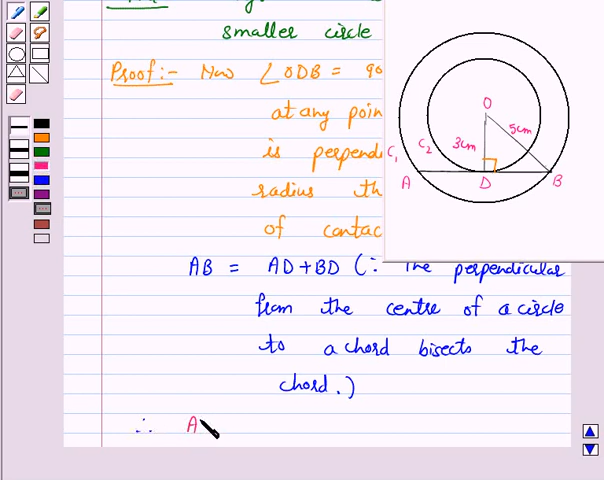 smaller circle
Proof:- Now ∠ODB = 90
at any poin
is perpend
radius th
of contac
AB = AD+BD (∵ The perpendicular
from the centre of a circle
to a chord bisects the
chord.)
∴ A
O
3cm 5cm
C1 C2
A D B